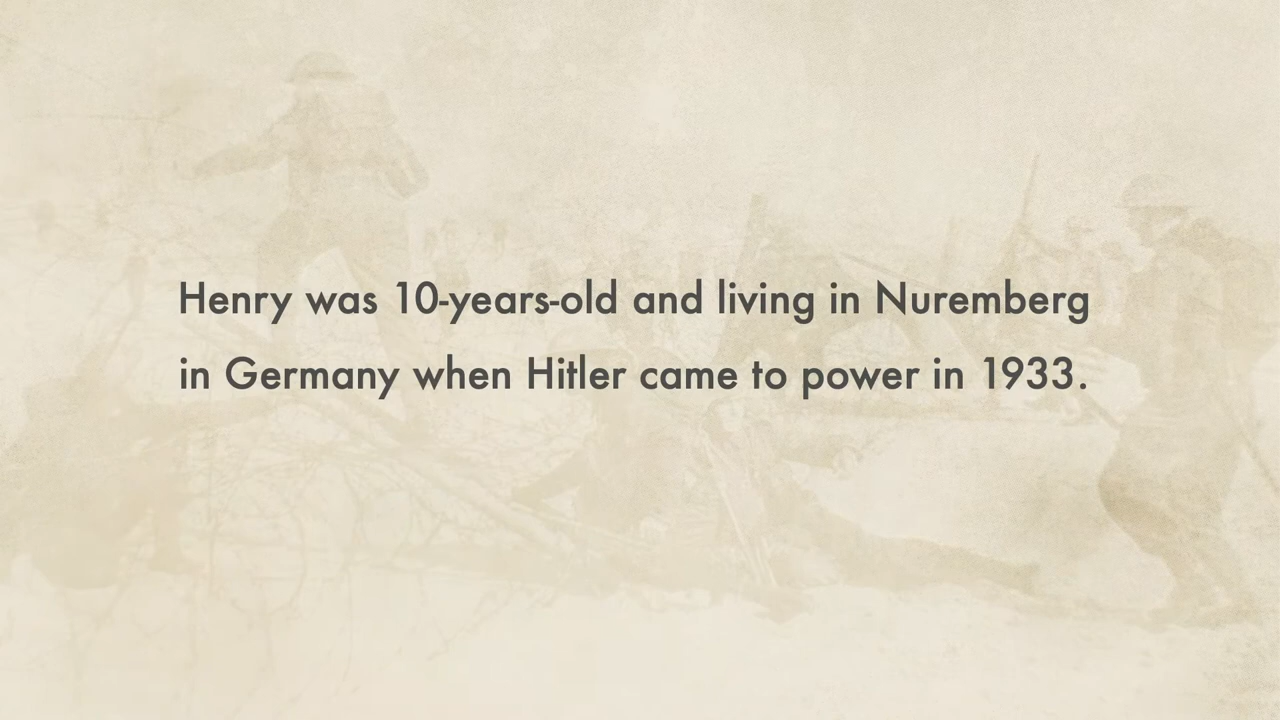 Henry was 10-years-old and living in Nuremberg
in Germany when Hitler came to power in 1933.